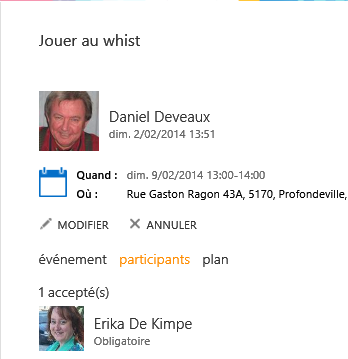 Jouer au whist
Daniel Deveaux
dim. 2/02/2014 13:51
Quand : dim. 9/02/2014 13:00-14:00
Où : Rue Gaston Ragon 43A, 5170, Profondeville,
MODIFIER ANNULER
événement participants plan
1 accepté(s)
Erika De Kimpe
Obligatoire